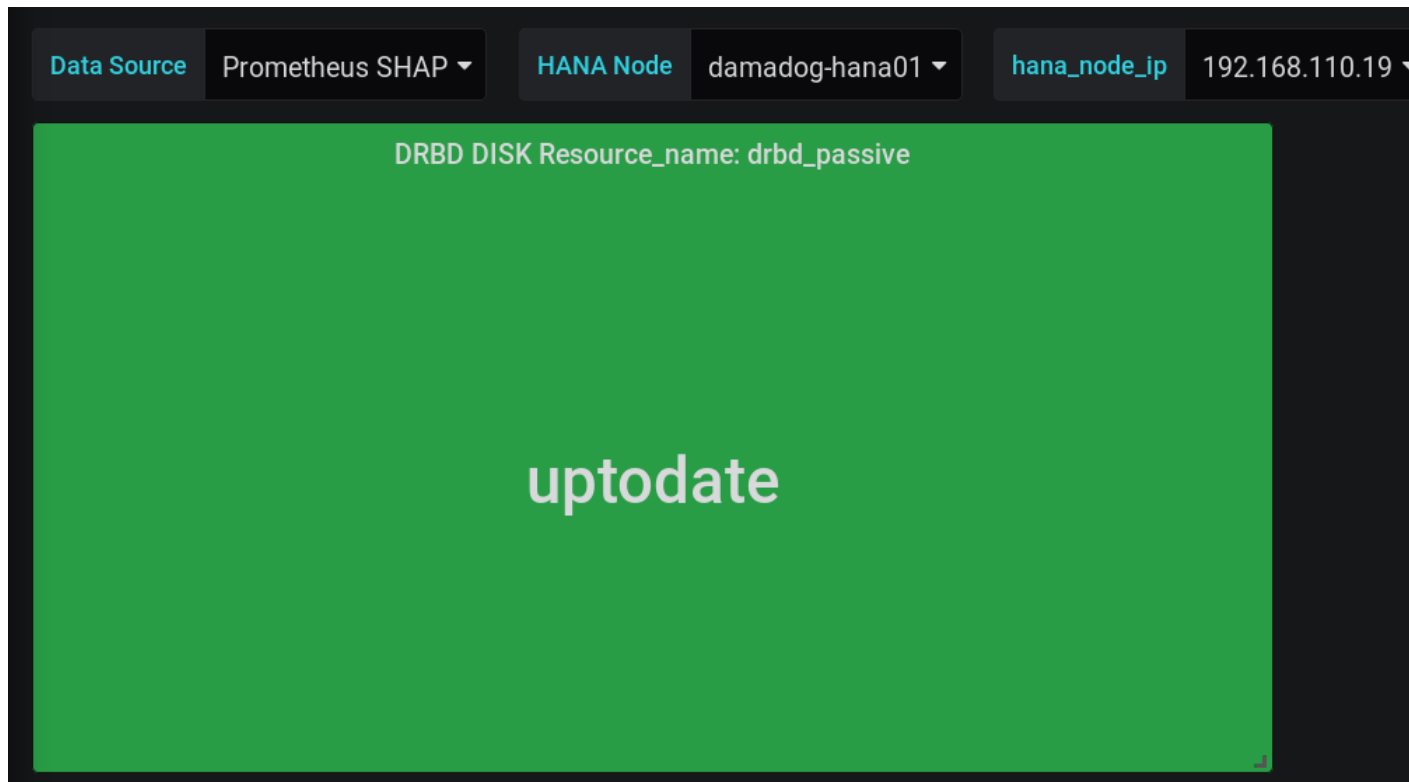 Data Source Prometheus SHAP HANA Node damadog-hana01 hana_node_ip 192.168.110.19
DRBD DISK Resource_name: drbd_passive
uptodate